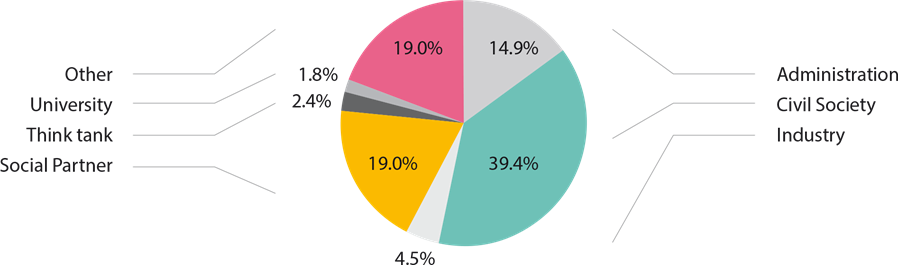 Other
University
Think tank
Social Partner
19.0%
1.8%
2.4%
19.0%
4.5%
14.9%
39.4%
Administration
Civil Society
Industry